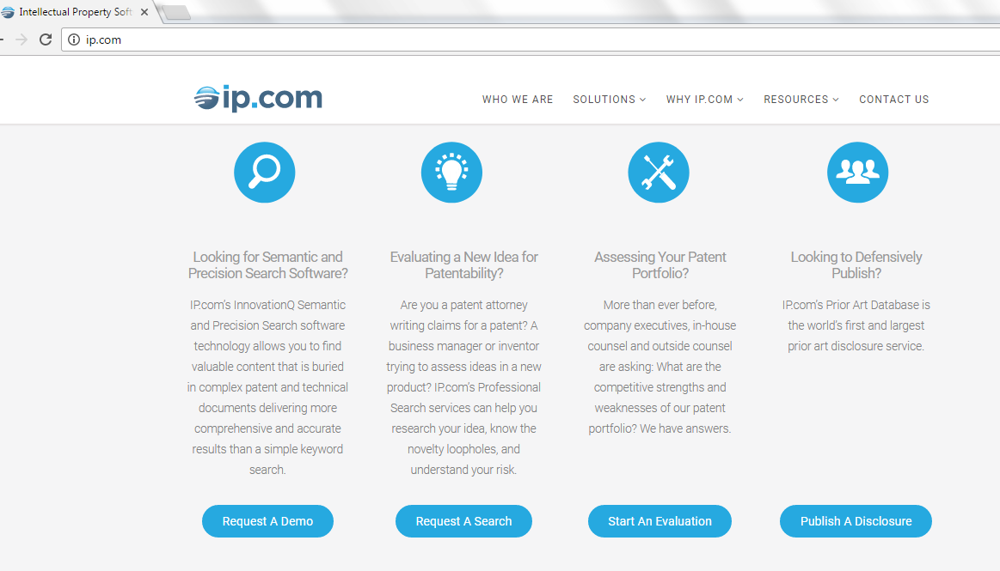 Intellectual Property Soft
ip.com
ip.com
WHO WE ARE
SOLUTIONS
WHY IP.COM
RESOURCES
CONTACT US
Looking for Semantic and
Precision Search Software?
IP.com's InnovationQ Semantic
and Precision Search software
technology allows you to find
valuable content that is buried
in complex patent and technical
documents delivering more
comprehensive and accurate
results than a simple keyword
search.
Request A Demo
Evaluating a New Idea for
Patentability?
Are you a patent attorney
writing claims for a patent? A
business manager or inventor
trying to assess ideas in a new
product? IP.com's Professional
Search services can help you
research your idea, know the
novelty loopholes, and
understand your risk.
Request A Search
Assessing Your Patent
Portfolio?
More than ever before,
company executives, in-house
counsel and outside counsel
are asking: What are the
competitive strengths and
weaknesses of our patent
portfolio? We have answers.
Start An Evaluation
Looking to Defensively
Publish?
IP.com's Prior Art Database is
the world's first and largest
prior art disclosure service.
Publish A Disclosure